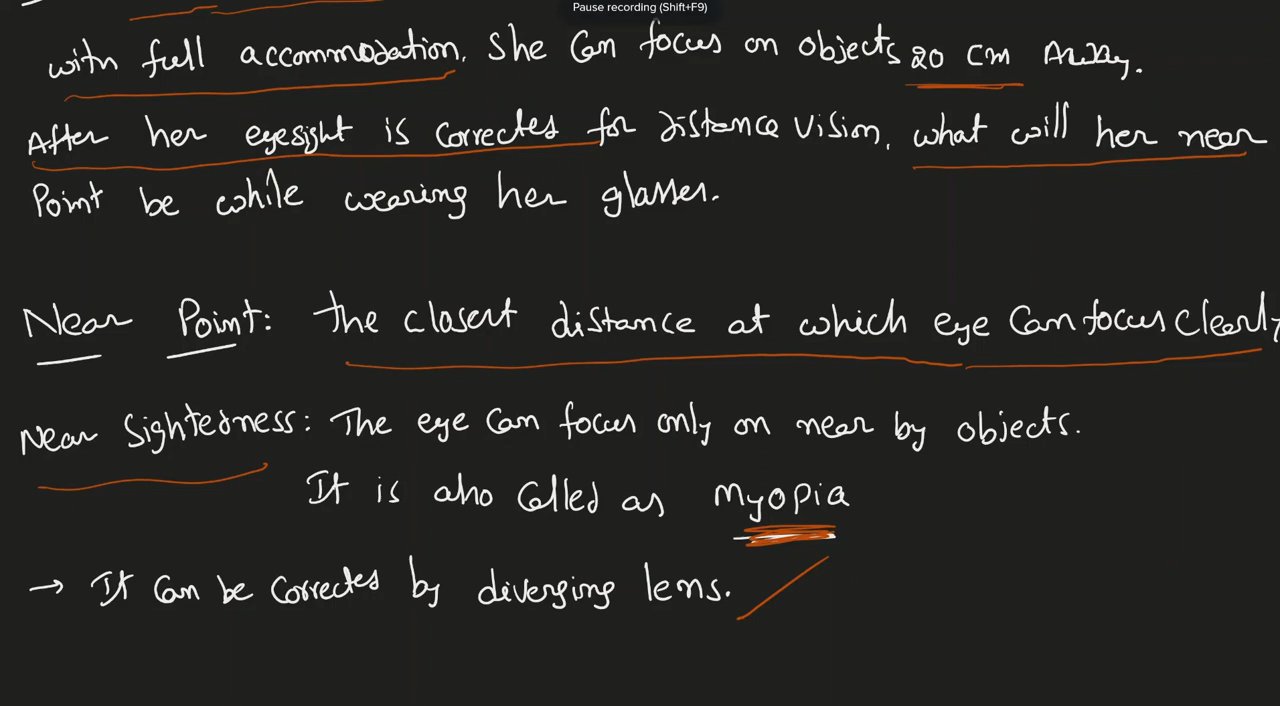 Pause recording (Shift+F9)
with full accommodation. She can focus on objects 20 cm away.
After her eyesight is correctes for distance vision, what will her near
Point be while wearing her glasses.
Near Point: The closest distance at which eye can focus clearly
Near Sightedness: The eye can focus only on near by objects.
It is also called as Myopia
→ It can be correctes by diverging lens.